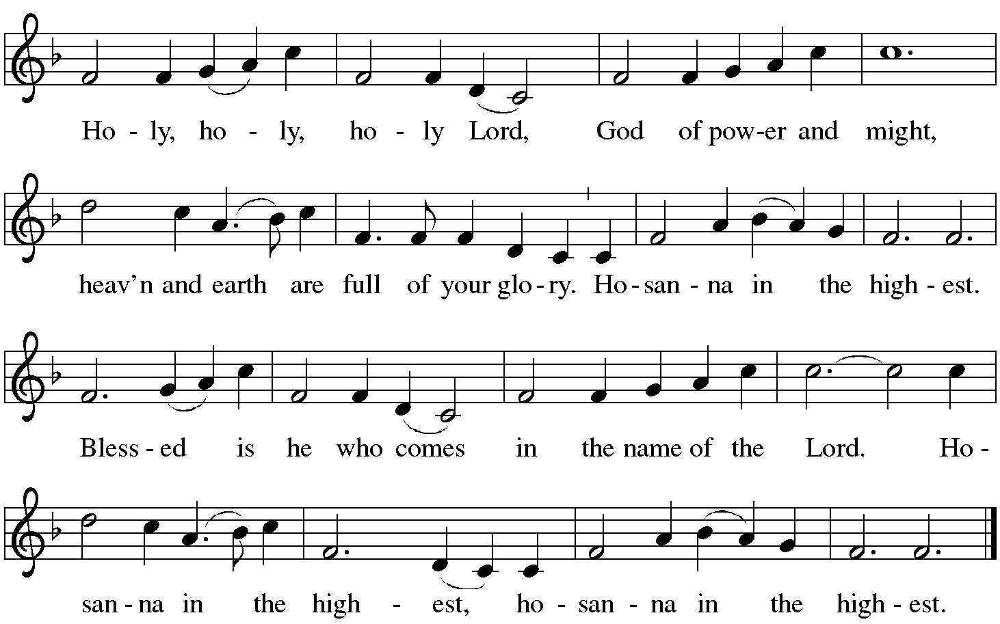 Ho - ly, ho - ly, ho - ly Lord, God of pow-er and might,
heav’n and earth are full of your glo-ry. Ho-san - na in the high - est.
Bless - ed is he who comes in the name of the Lord. Ho -
san - na in the high - est, ho - san - na in the high - est.